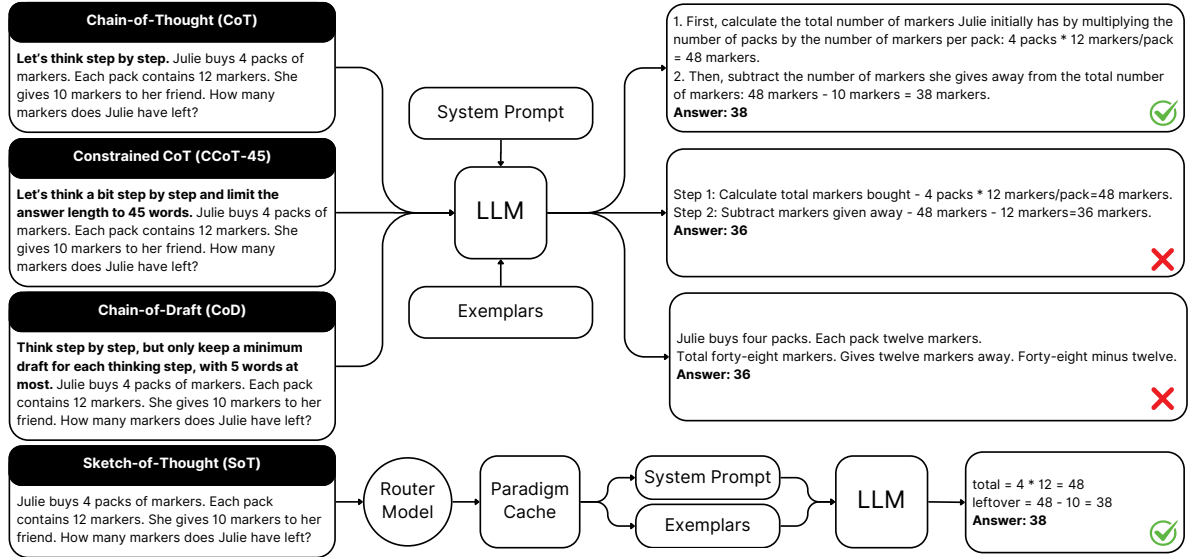 Chain-of-Thought (CoT)
Let's think step by step. Julie buys 4 packs of
markers. Each pack contains 12 markers. She
gives 10 markers to her friend. How many
markers does Julie have left?
Constrained CoT (CCoT-45)
Let's think a bit step by step and limit the
answer length to 45 words. Julie buys 4 packs of
markers. Each pack contains 12 markers. She
gives 10 markers to her friend. How many
markers does Julie have left?
Chain-of-Draft (CoD)
Think step by step, but only keep a minimum
draft for each thinking step, with 5 words at
most. Julie buys 4 packs of markers. Each pack
contains 12 markers. She gives 10 markers to her
friend. How many markers does Julie have left?
System Prompt
LLM
Exemplars
1. First, calculate the total number of markers Julie initially has by multiplying the
number of packs by the number of markers per pack: 4 packs * 12 markers/pack
= 48 markers.
2. Then, subtract the number of markers she gives away from the total number
of markers: 48 markers - 10 markers = 38 markers.
Answer: 38
Step 1: Calculate total markers bought - 4 packs * 12 markers/pack=48 markers.
Step 2: Subtract markers given away - 48 markers - 12 markers=36 markers.
Answer: 36
Julie buys four packs. Each pack twelve markers.
Total forty-eight markers. Gives twelve markers away. Forty-eight minus twelve.
Answer: 36
Sketch-of-Thought (SoT)
Julie buys 4 packs of markers. Each pack
contains 12 markers. She gives 10 markers to her
friend. How many markers does Julie have left?
Router
Model
Paradigm
Cache
System Prompt
Exemplars
LLM
total = 4 * 12 = 48
leftover = 48 - 10 = 38
Answer: 38